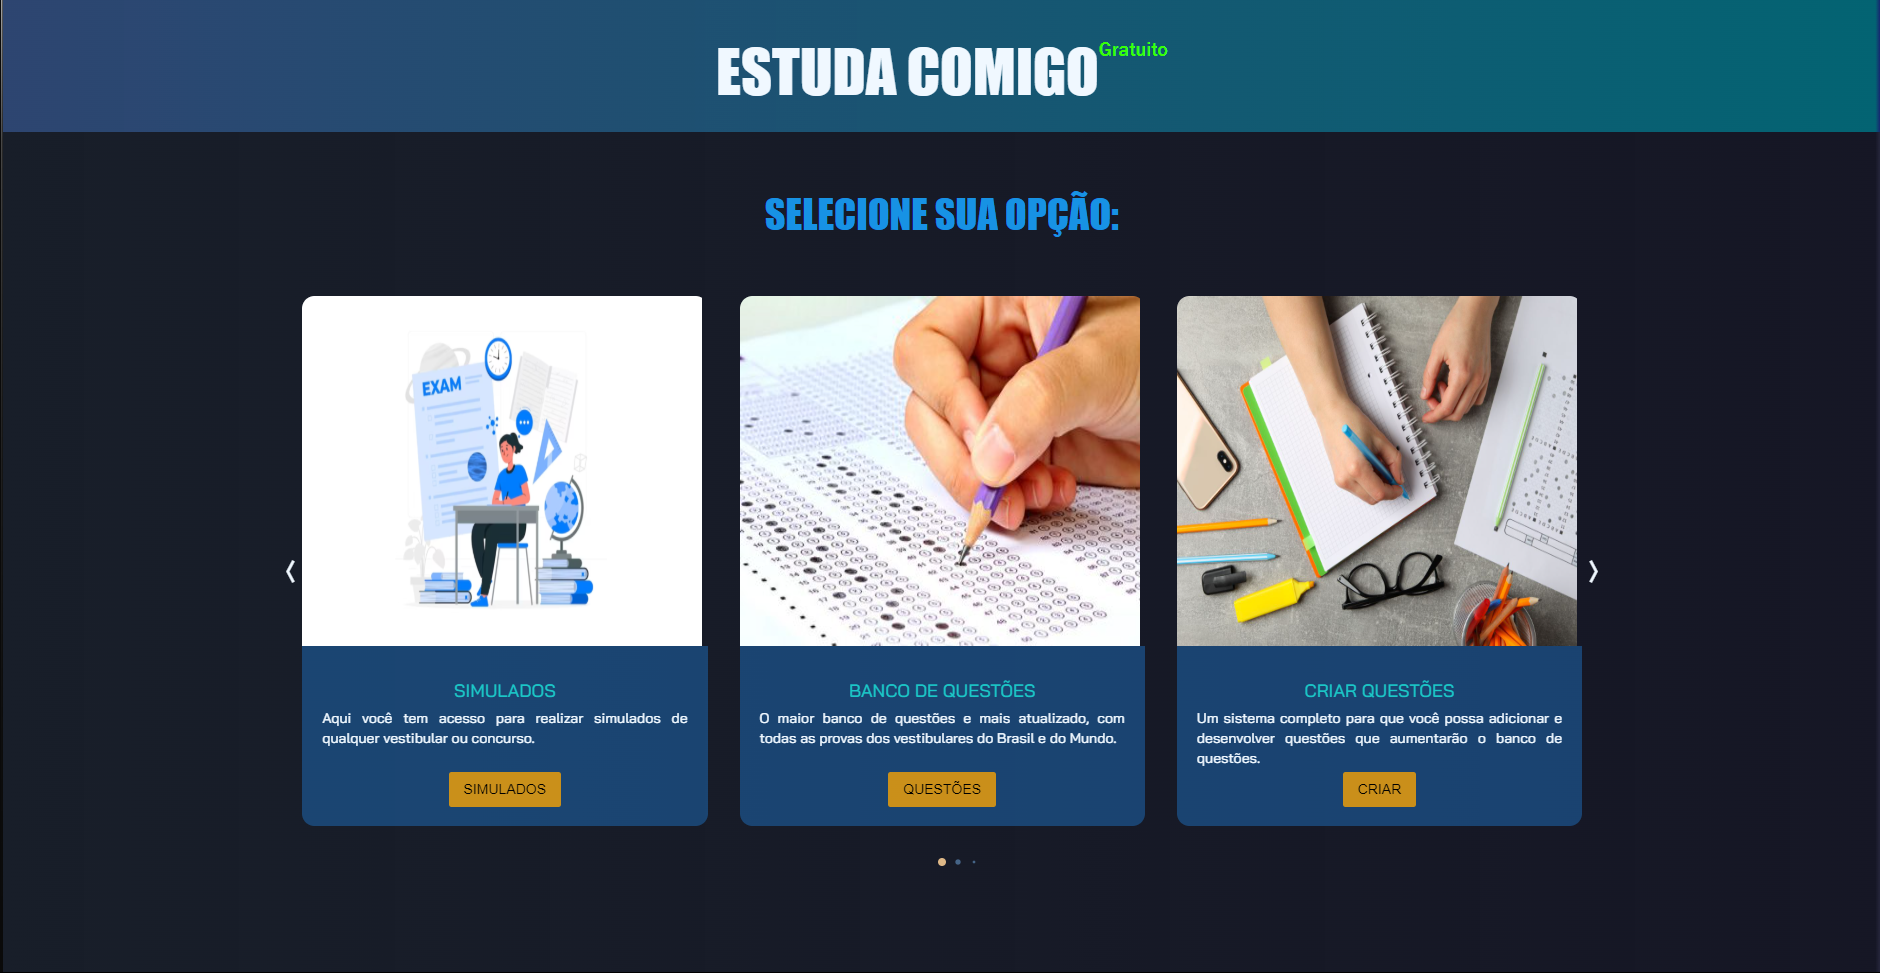 ESTUDA COMIGO Gratuito
SELECIONE SUA OPÇÃO:
EXAM
SIMULADOS
Aqui você tem acesso para realizar simulados de
qualquer vestibular ou concurso.
SIMULADOS
BANCO DE QUESTÕES
O maior banco de questões e mais atualizado, com
todas as provas dos vestibulares do Brasil e do Mundo.
QUESTÕES
CRIAR QUESTÕES
Um sistema completo para que você possa adicionar e
desenvolver questões que aumentarão o banco de
questões.
CRIAR